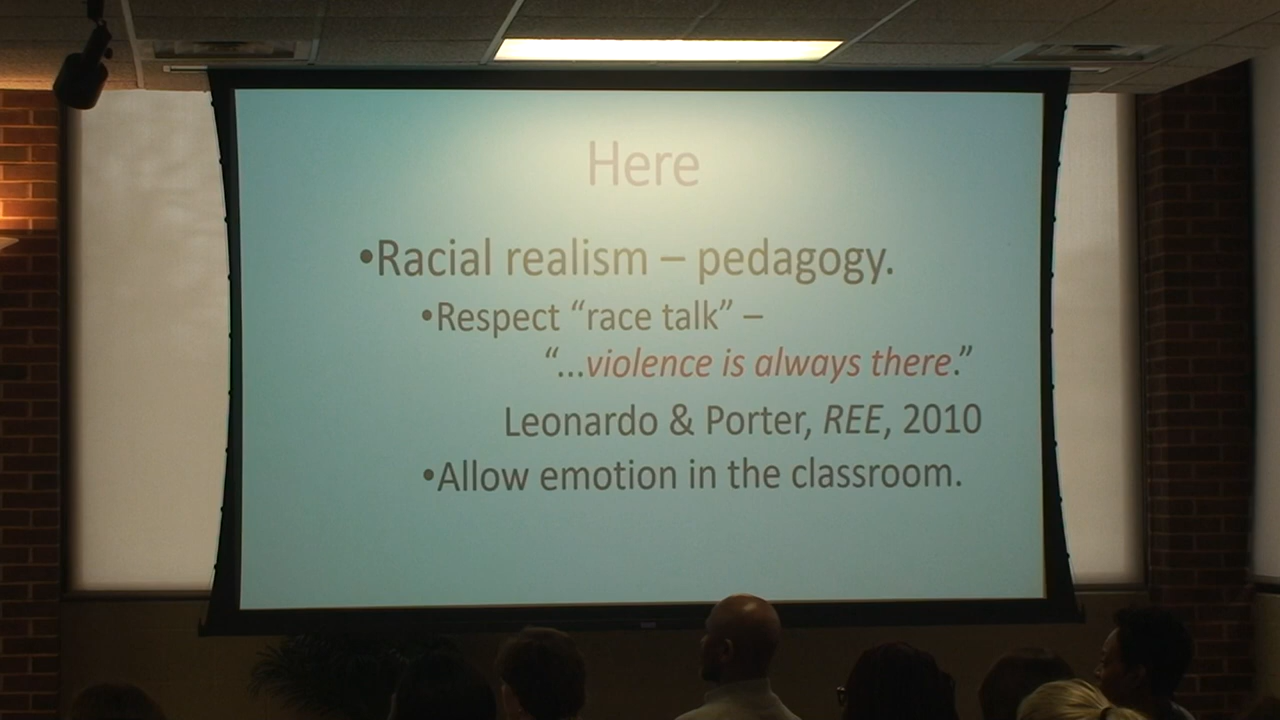 Here
•Racial realism – pedagogy.
•Respect “race talk” –
“...violence is always there.”
Leonardo & Porter, REE, 2010
•Allow emotion in the classroom.